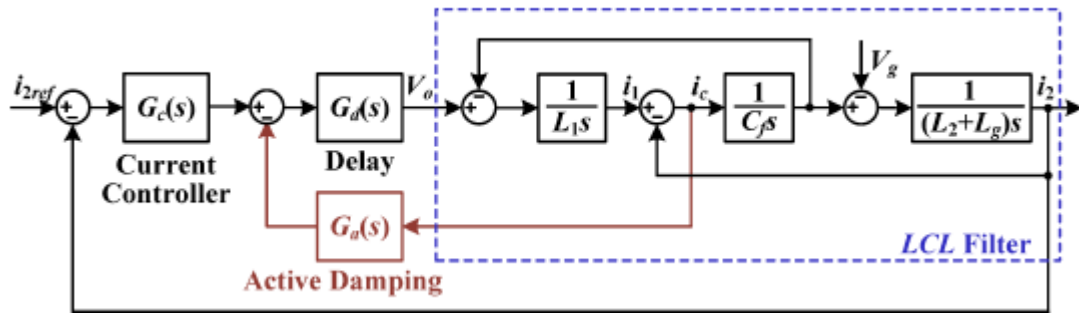 i2ref
+
−
Gc(s)
Current
Controller
+
−
Gd(s)
Delay
Vo
+
−
1
L1s
i1
+
−
ic
1
Cfs
Vg
+
−
1
(L2+Lg)s
i2
Ga(s)
Active Damping
LCL Filter